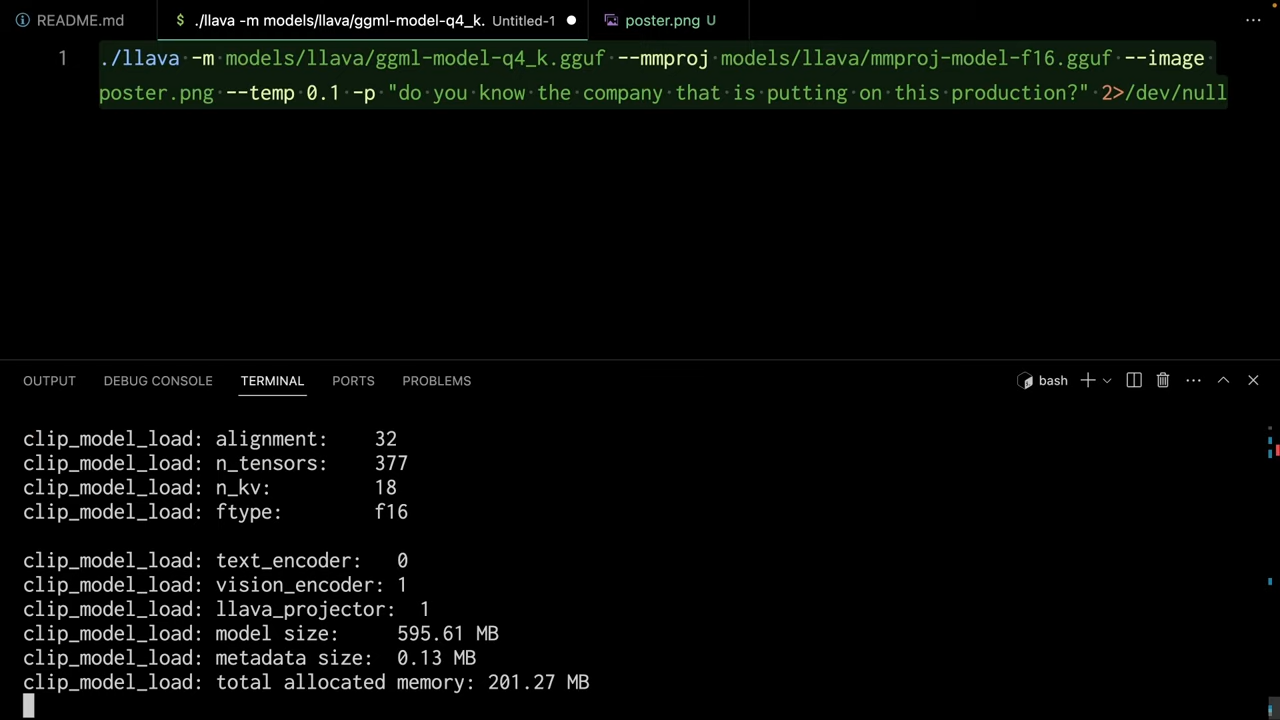 README.md
$ ./llava -m models/llava/ggml-model-q4_k. Untitled-1
poster.png U
1 ./llava -m models/llava/ggml-model-q4_k.gguf --mmproj models/llava/mmproj-model-f16.gguf --image
poster.png --temp 0.1 -p "do you know the company that is putting on this production?" 2>/dev/null
OUTPUT DEBUG CONSOLE TERMINAL PORTS PROBLEMS bash
clip_model_load: alignment: 32
clip_model_load: n_tensors: 377
clip_model_load: n_kv: 18
clip_model_load: ftype: f16
clip_model_load: text_encoder: 0
clip_model_load: vision_encoder: 1
clip_model_load: llava_projector: 1
clip_model_load: model size: 595.61 MB
clip_model_load: metadata size: 0.13 MB
clip_model_load: total allocated memory: 201.27 MB